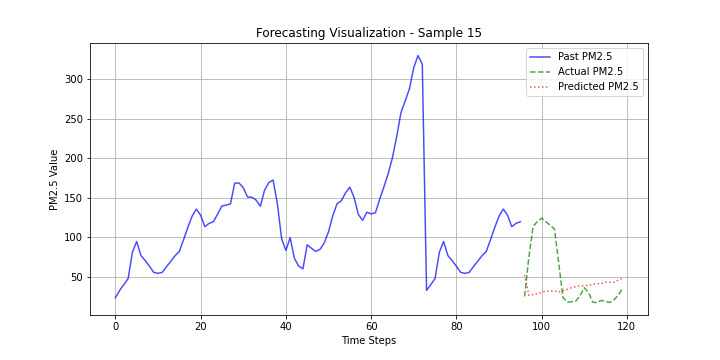 Forecasting Visualization - Sample 15
Past PM2.5
Actual PM2.5
Predicted PM2.5
PM2.5 Value
300
250
200
150
100
50
0 20 40 60 80 100 120
Time Steps